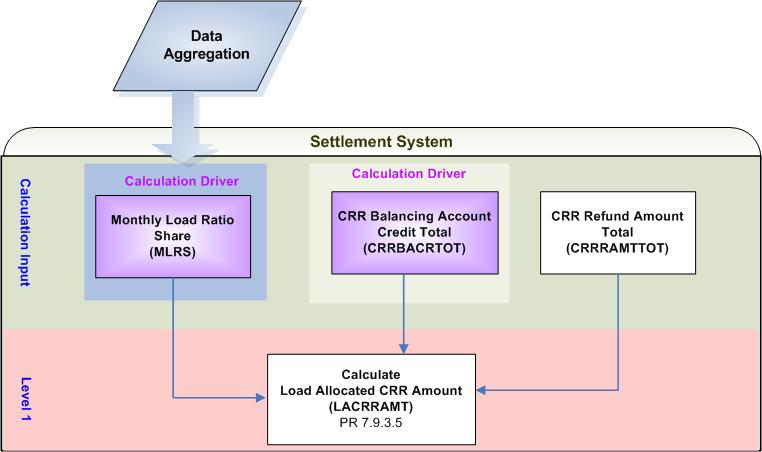 Data
Aggregation
Settlement System
Calculation Input
Calculation Driver
Monthly Load Ratio
Share
(MLRS)
Calculation Driver
CRR Balancing Account
Credit Total
(CRRBACRTOT)
CRR Refund Amount
Total
(CRRRAMTTOT)
Level 1
Calculate
Load Allocated CRR Amount
(LACRRAMT)
PR 7.9.3.5